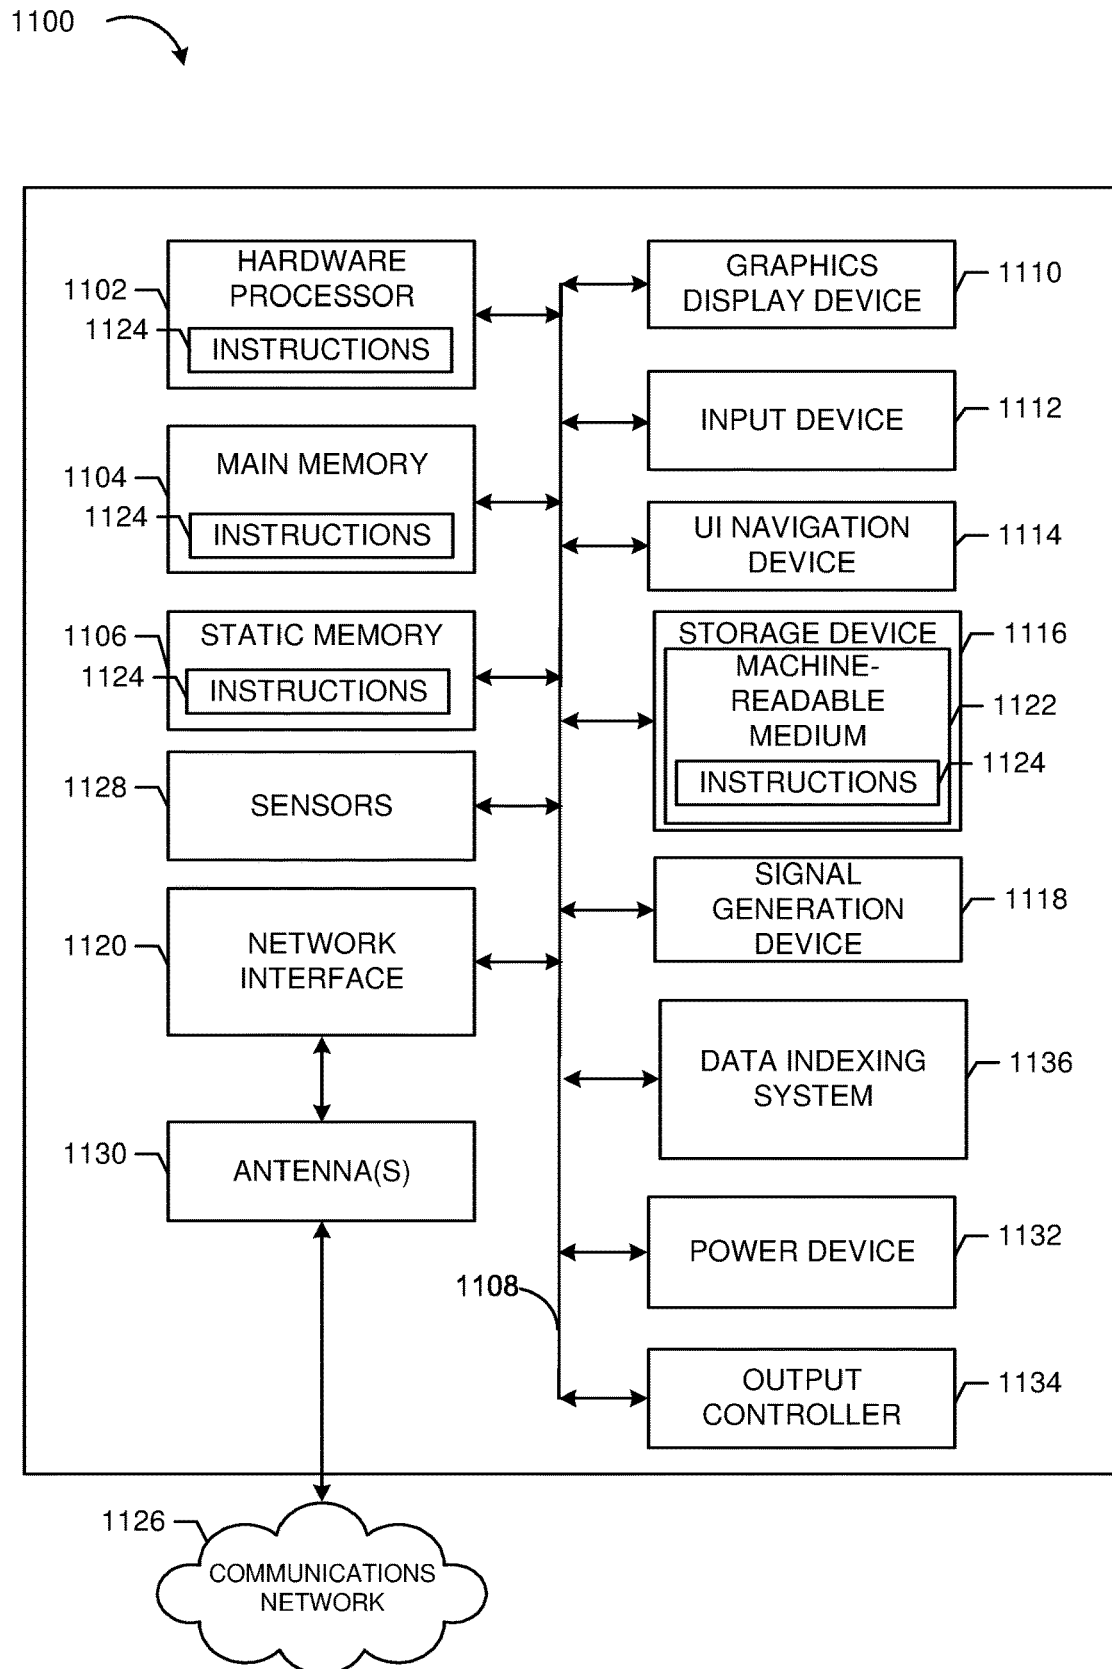 1100
HARDWARE
PROCESSOR
1102
1124
INSTRUCTIONS
MAIN MEMORY
1104
1124
INSTRUCTIONS
STATIC MEMORY
1106
1124
INSTRUCTIONS
1128
SENSORS
1120
NETWORK
INTERFACE
1130
ANTENNA(S)
1108
GRAPHICS
DISPLAY DEVICE
1110
INPUT DEVICE
1112
UI NAVIGATION
DEVICE
1114
STORAGE DEVICE
1116
MACHINE-
READABLE
MEDIUM
1122
INSTRUCTIONS
1124
SIGNAL
GENERATION
DEVICE
1118
DATA INDEXING
SYSTEM
1136
POWER DEVICE
1132
OUTPUT
CONTROLLER
1134
1126
COMMUNICATIONS
NETWORK